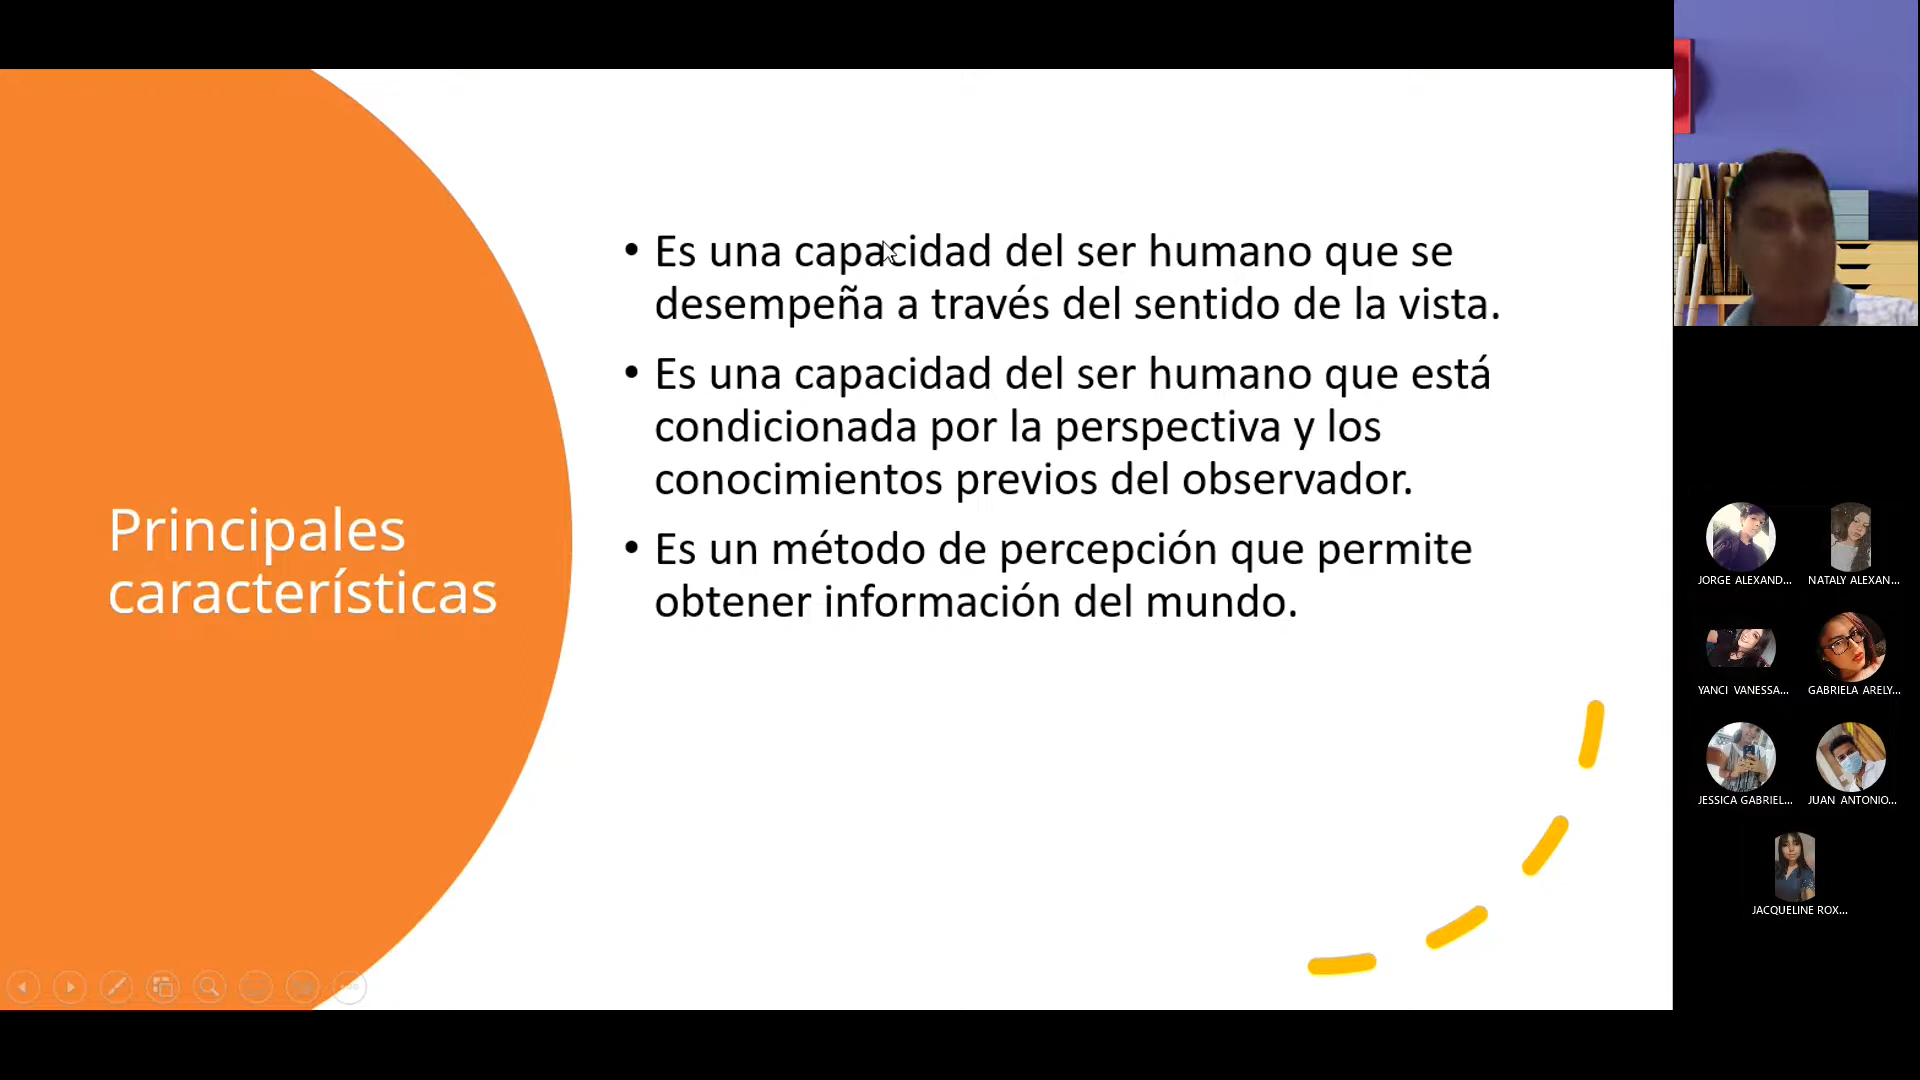 Principales
características
• Es una capacidad del ser humano que se
desempeña a través del sentido de la vista.
• Es una capacidad del ser humano que está
condicionada por la perspectiva y los
conocimientos previos del observador.
• Es un método de percepción que permite
obtener información del mundo.
JORGE ALEXAND...
NATALY ALEXAN...
YANCI VANESSA...
GABRIELA ARELY...
JESSICA GABRIEL...
JUAN ANTONIO...
JACQUELINE ROX...